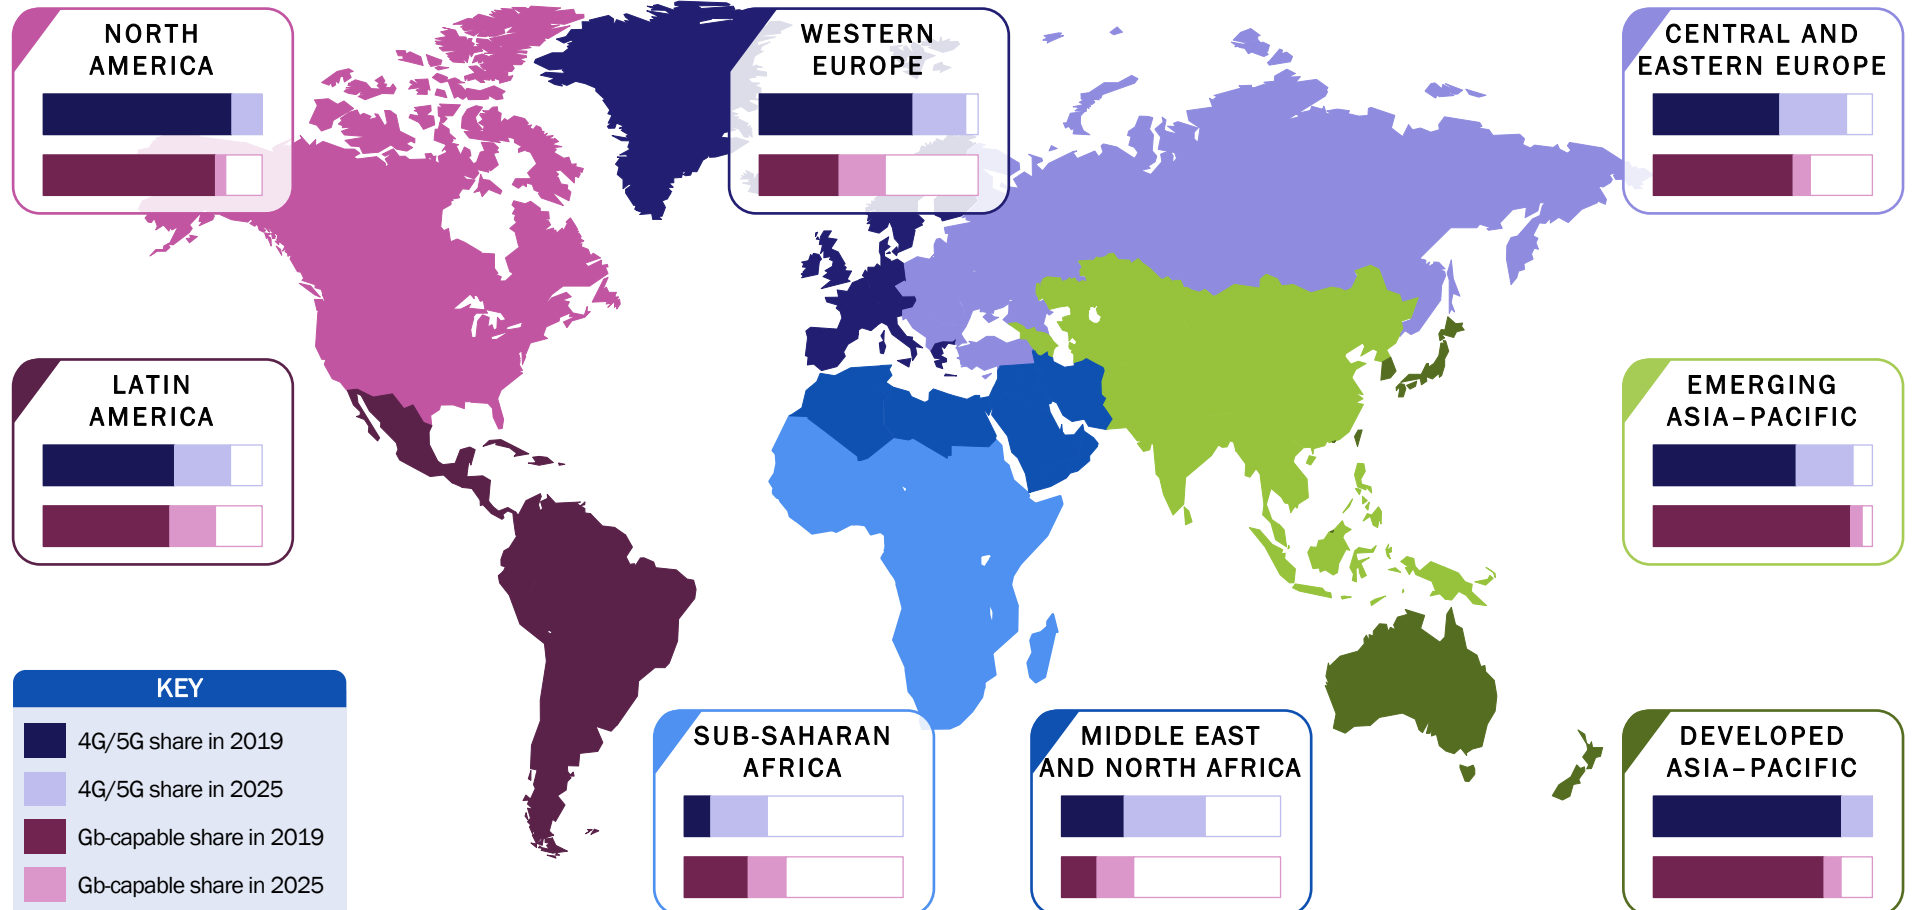 NORTH
AMERICA
WESTERN
EUROPE
CENTRAL AND
EASTERN EUROPE
LATIN
AMERICA
EMERGING
ASIA–PACIFIC
KEY
4G/5G share in 2019
4G/5G share in 2025
Gb-capable share in 2019
Gb-capable share in 2025
SUB-SAHARAN
AFRICA
MIDDLE EAST
AND NORTH AFRICA
DEVELOPED
ASIA–PACIFIC